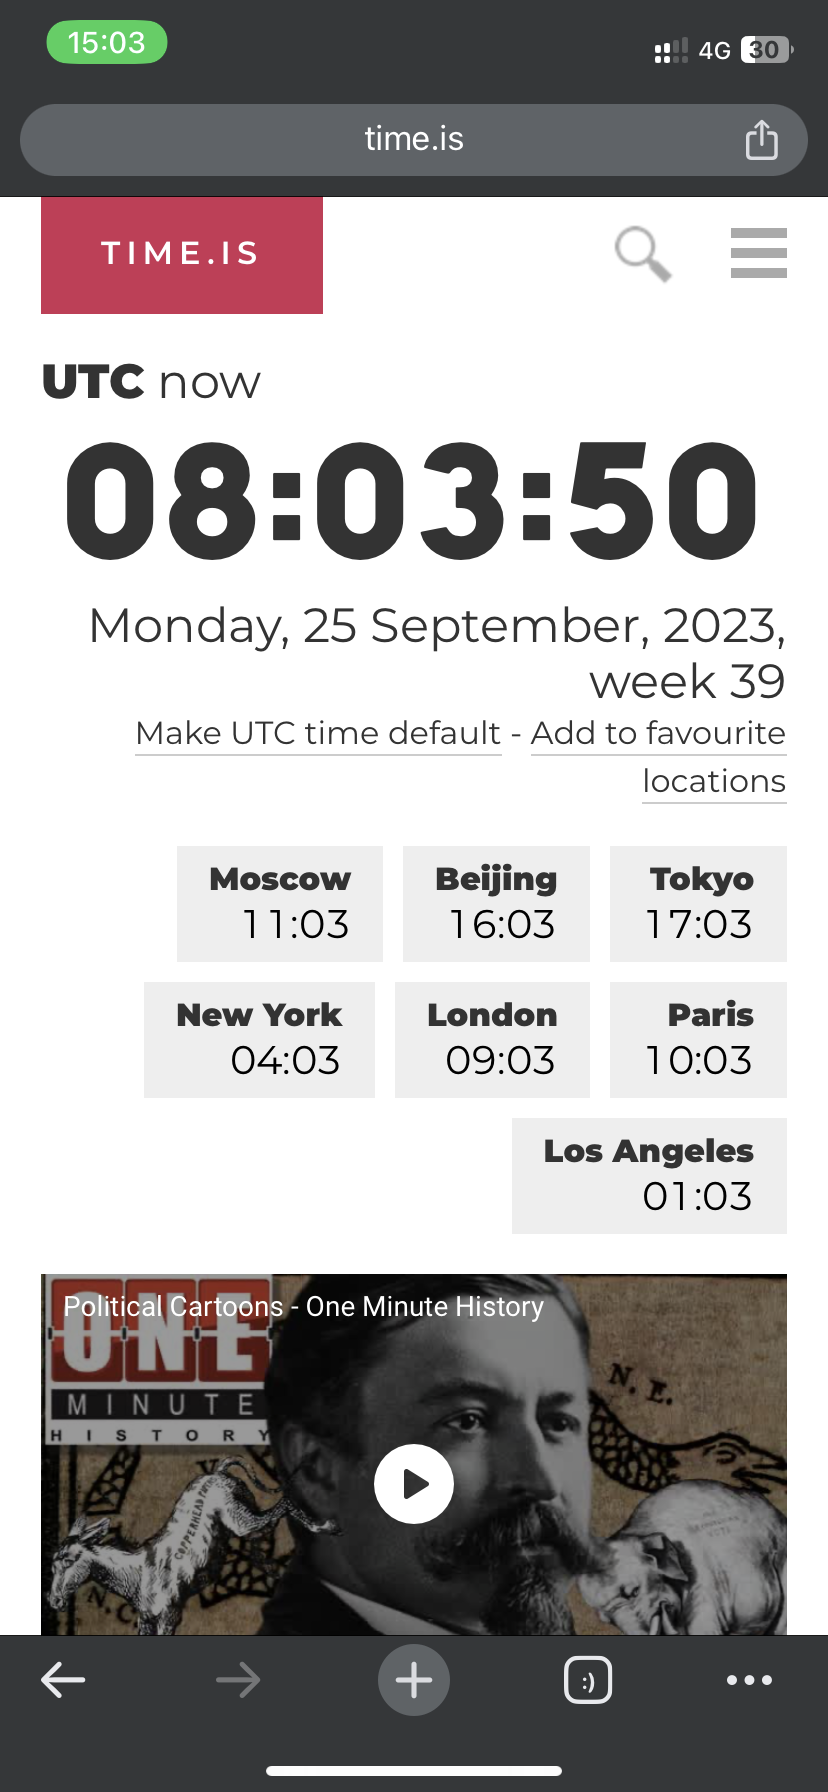 15:03
4G 30
time.is
TIME.IS
UTC now
08:03:50
Monday, 25 September, 2023,
week 39
Make UTC time default - Add to favourite
locations
Moscow
11:03
Beijing
16:03
Tokyo
17:03
New York
04:03
London
09:03
Paris
10:03
Los Angeles
01:03
Political Cartoons - One Minute History
ONE
MINUTE
HISTORY
N. E.
COPPERHEAD
N.C
:)